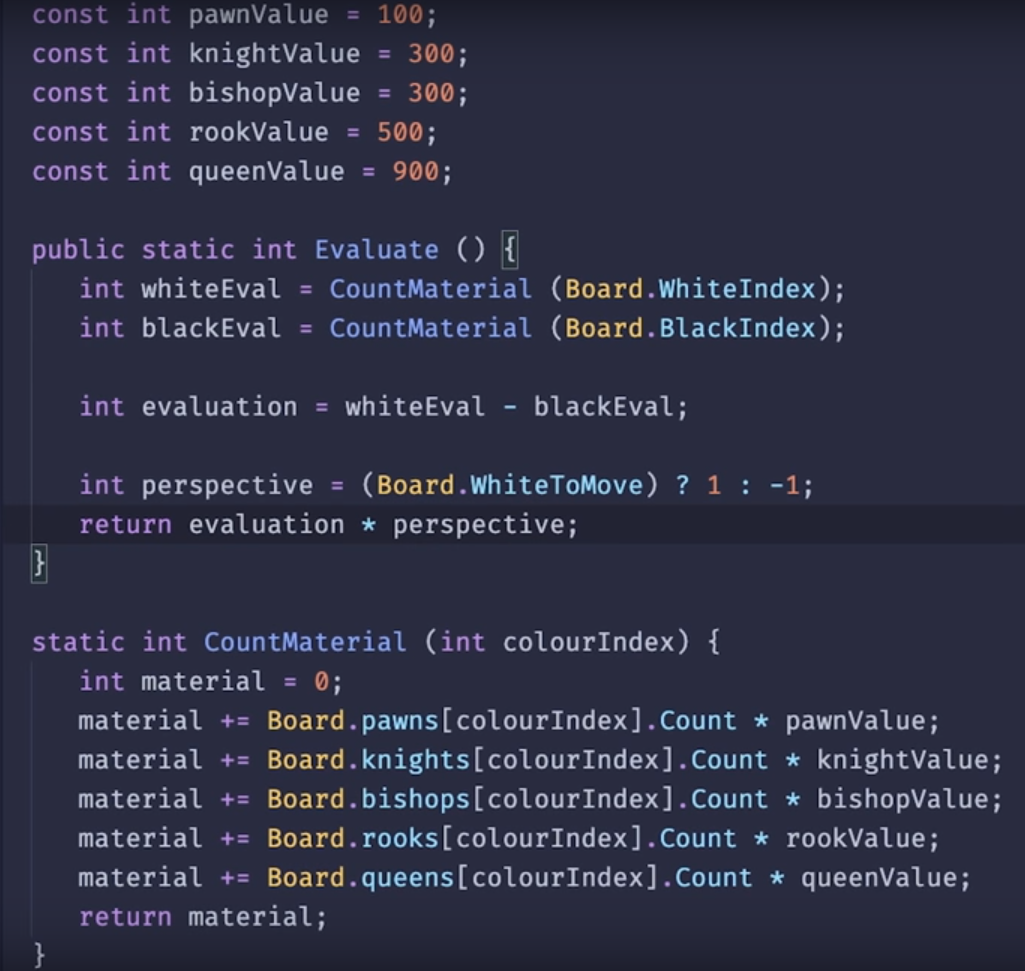 const int pawnValue = 100;
const int knightValue = 300;
const int bishopValue = 300;
const int rookValue = 500;
const int queenValue = 900;

public static int Evaluate () {
   int whiteEval = CountMaterial (Board.WhiteIndex);
   int blackEval = CountMaterial (Board.BlackIndex);

   int evaluation = whiteEval - blackEval;

   int perspective = (Board.WhiteToMove) ? 1 : -1;
   return evaluation * perspective;
}

static int CountMaterial (int colourIndex) {
   int material = 0;
   material += Board.pawns[colourIndex].Count * pawnValue;
   material += Board.knights[colourIndex].Count * knightValue;
   material += Board.bishops[colourIndex].Count * bishopValue;
   material += Board.rooks[colourIndex].Count * rookValue;
   material += Board.queens[colourIndex].Count * queenValue;
   return material;
}